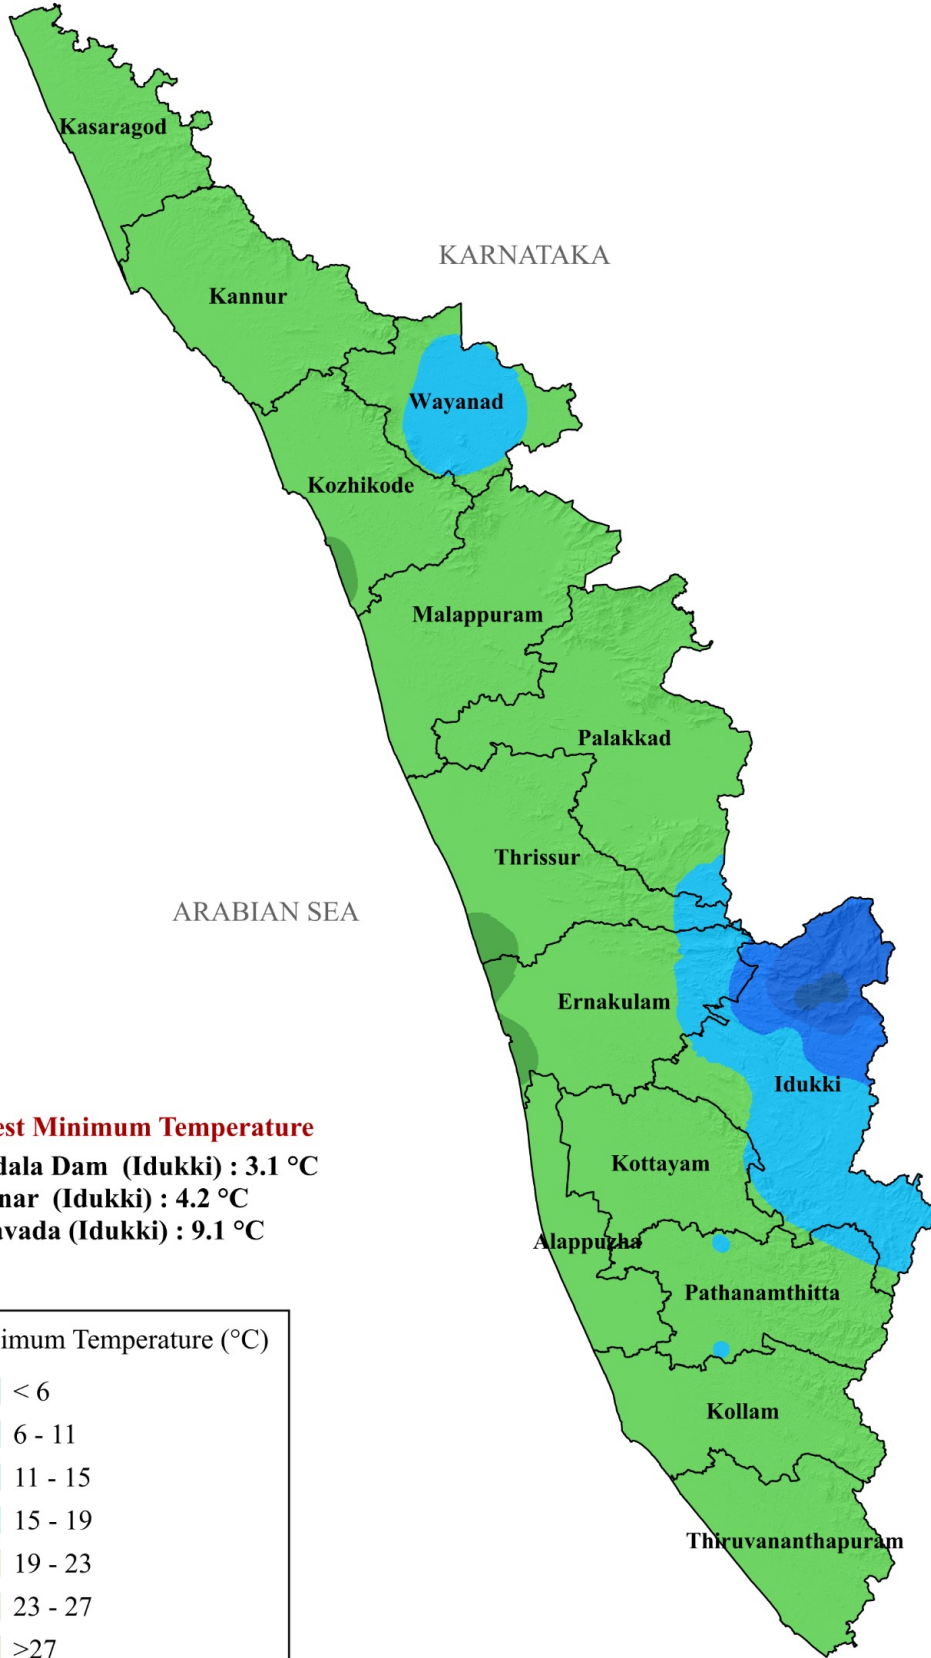 Kasaragod
KARNATAKA
Kannur
Wayanad
Kozhikode
Malappuram
Palakkad
Thrissur
ARABIAN SEA
Ernakulam
Idukki
est Minimum Temperature
dala Dam (Idukki) : 3.1 °C
nar (Idukki) : 4.2 °C
avada (Idukki) : 9.1 °C
Kottayam
Alappuzha
Pathanamthitta
imum Temperature (°C)
< 6
6 - 11
11 - 15
15 - 19
19 - 23
23 - 27
>27
Kollam
Thiruvananthapuram